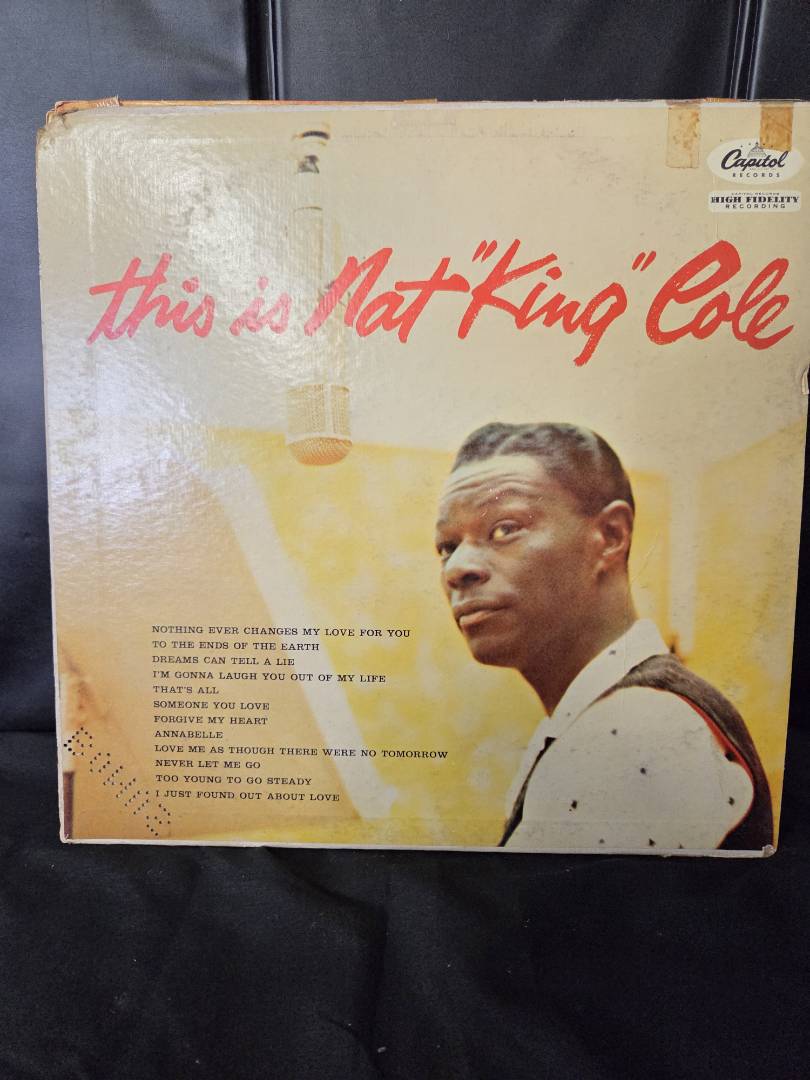 Capitol
RECORDS
CAPITOL RECORDS
HIGH FIDELITY
RECORDING
this is Nat "King" Cole
NOTHING EVER CHANGES MY LOVE FOR YOU
TO THE ENDS OF THE EARTH
DREAMS CAN TELL A LIE
I'M GONNA LAUGH YOU OUT OF MY LIFE
THAT'S ALL
SOMEONE YOU LOVE
FORGIVE MY HEART
ANNABELLE
LOVE ME AS THOUGH THERE WERE NO TOMORROW
NEVER LET ME GO
TOO YOUNG TO GO STEADY
I JUST FOUND OUT ABOUT LOVE